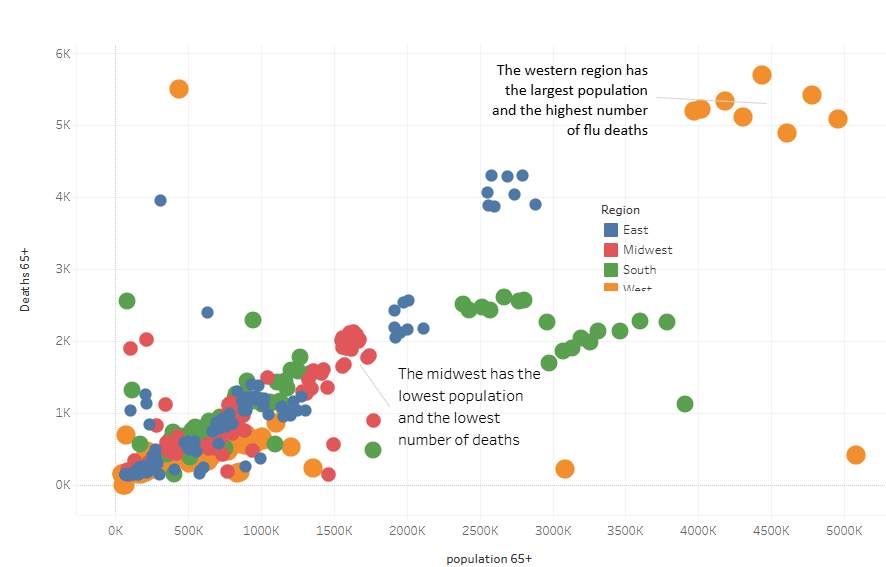 6K
The western region has
the largest population
and the highest number
of flu deaths
5K
4K
Region
East
Midwest
South
West
3K
Deaths 65+
2K
The midwest has the
lowest population
and the lowest
number of deaths
1K
0K
0K 500K 1000K 1500K 2000K 2500K 3000K 3500K 4000K 4500K 5000K
population 65+